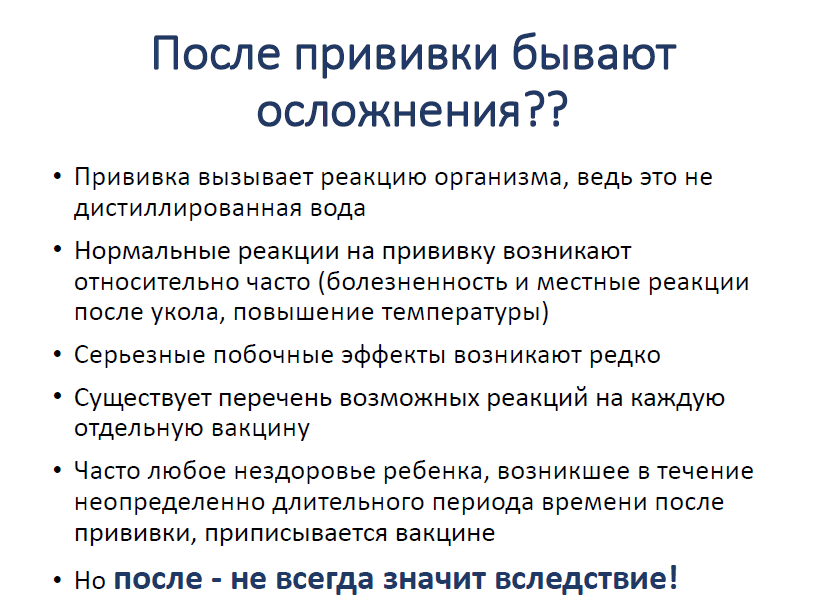 После прививки бывают
осложнения??
• Прививка вызывает реакцию организма, ведь это не
дистиллированная вода
• Нормальные реакции на прививку возникают
относительно часто (болезненность и местные реакции
после укола, повышение температуры)
• Серьезные побочные эффекты возникают редко
• Существует перечень возможных реакций на каждую
отдельную вакцину
• Часто любое нездоровье ребенка, возникшее в течение
неопределенно длительного периода времени после
прививки, приписывается вакцине
• Но после - не всегда значит вследствие!